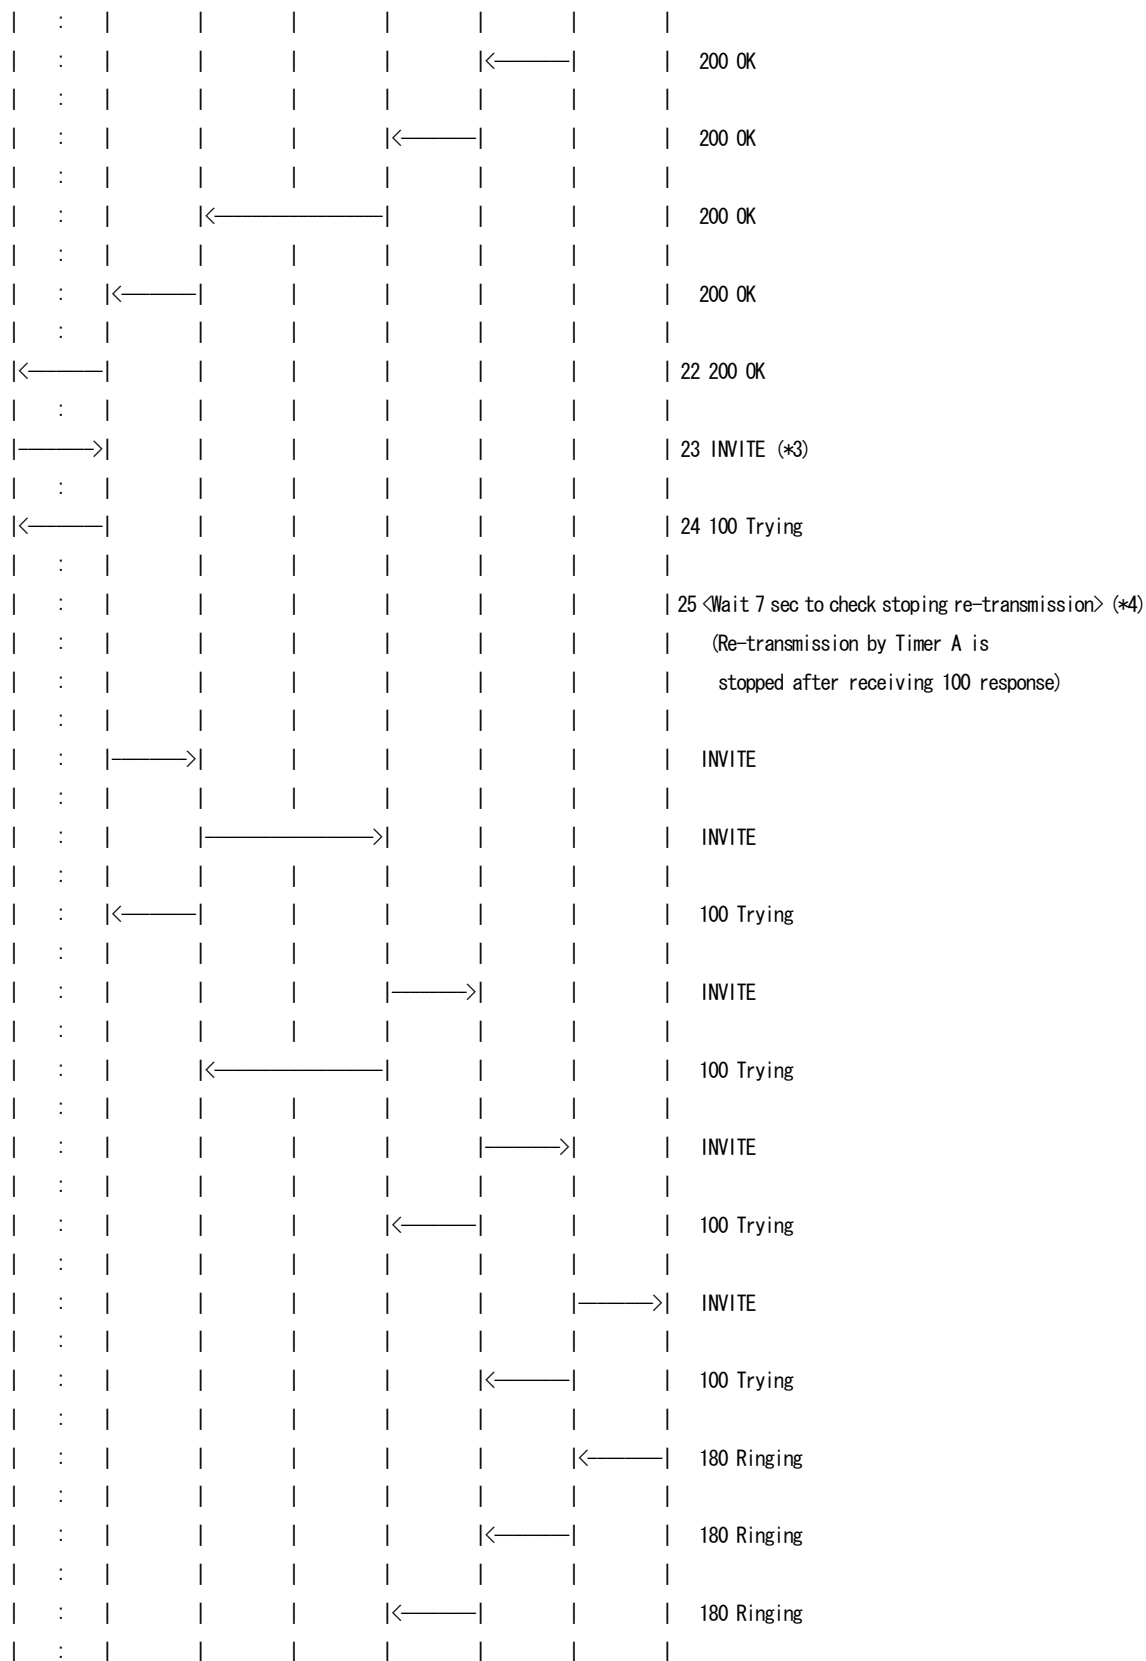 | : | | | | | | |
| : | | | | |<———| | 200 OK
| : | | | | | | |
| : | | | |<———| | | 200 OK
| : | | | | | | |
| : | |<———————| | | | 200 OK
| : | | | | | | |
| : |<———| | | | | | 200 OK
| : | | | | | | |
|<———| | | | | | | 22 200 OK
| : | | | | | | |
|———>| | | | | | | 23 INVITE (*3)
| : | | | | | | |
|<———| | | | | | | 24 100 Trying
| : | | | | | | |
| : | | | | | | | 25 <Wait 7 sec to check stoping re-transmission> (*4)
| : | | | | | | | (Re-transmission by Timer A is
| : | | | | | | | stopped after receiving 100 response)
| : | | | | | | |
| : |———>| | | | | | INVITE
| : | | | | | | |
| : | |———————>| | | | INVITE
| : | | | | | | |
| : |<———| | | | | | 100 Trying
| : | | | | | | |
| : | | | |———>| | | INVITE
| : | | | | | | |
| : | |<———————| | | | 100 Trying
| : | | | | | | |
| : | | | | |———>| | INVITE
| : | | | | | | |
| : | | | |<———| | | 100 Trying
| : | | | | | | |
| : | | | | | |———>| INVITE
| : | | | | | | |
| : | | | | |<———| | 100 Trying
| : | | | | | | |
| : | | | | | |<———| 180 Ringing
| : | | | | | | |
| : | | | | |<———| | 180 Ringing
| : | | | | | | |
| : | | | |<———| | | 180 Ringing
| : | | | | | | |